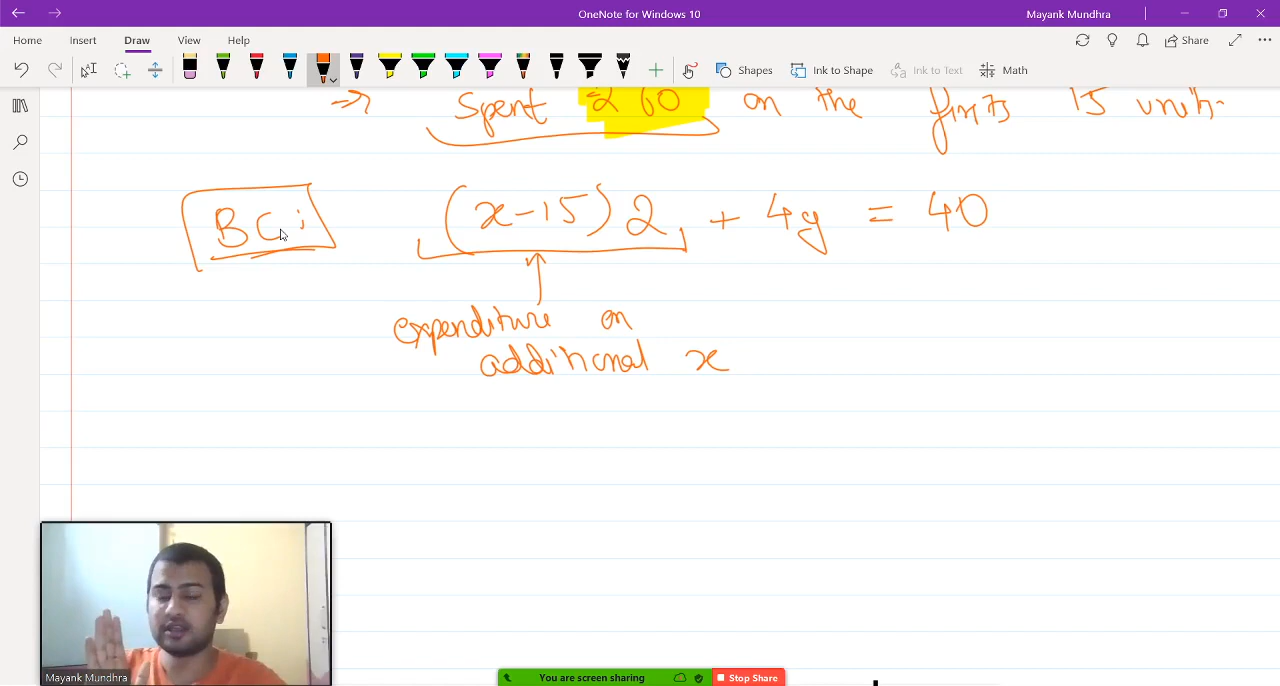 OneNote for Windows 10
Mayank Mundhra
Home Insert Draw View Help
Share
Shapes Ink to Shape Ink to Text Math
⇒ Spent ₹60 on the firsts 15 units.
BCi (x-15)2 + 4y = 40
expenditure on
additional x
Mayank Mundhra
You are screen sharing Stop Share